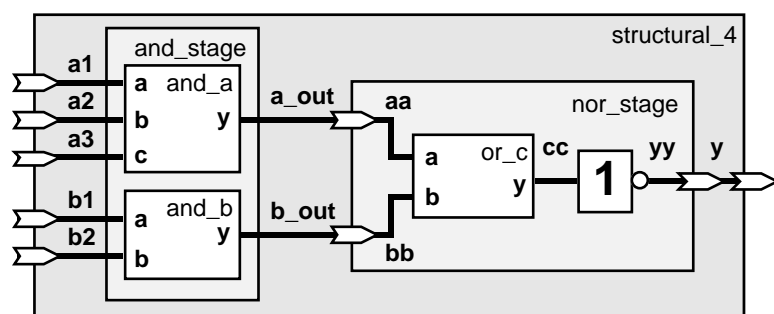 structural_4
and_stage
a1
a
and_a
a2
b
y
a_out
aa
nor_stage
a3
c
a
or_c
cc
1
yy
y
b
y
b1
a
and_b
y
b_out
b2
b
bb